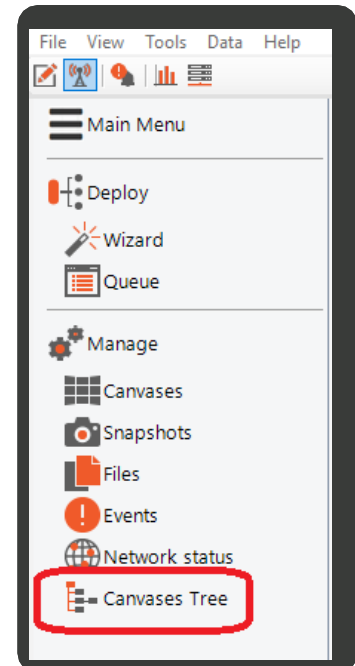 File View Tools Data Help
Main Menu
Deploy
Wizard
Queue
Manage
Canvases
Snapshots
Files
Events
Network status
Canvases Tree